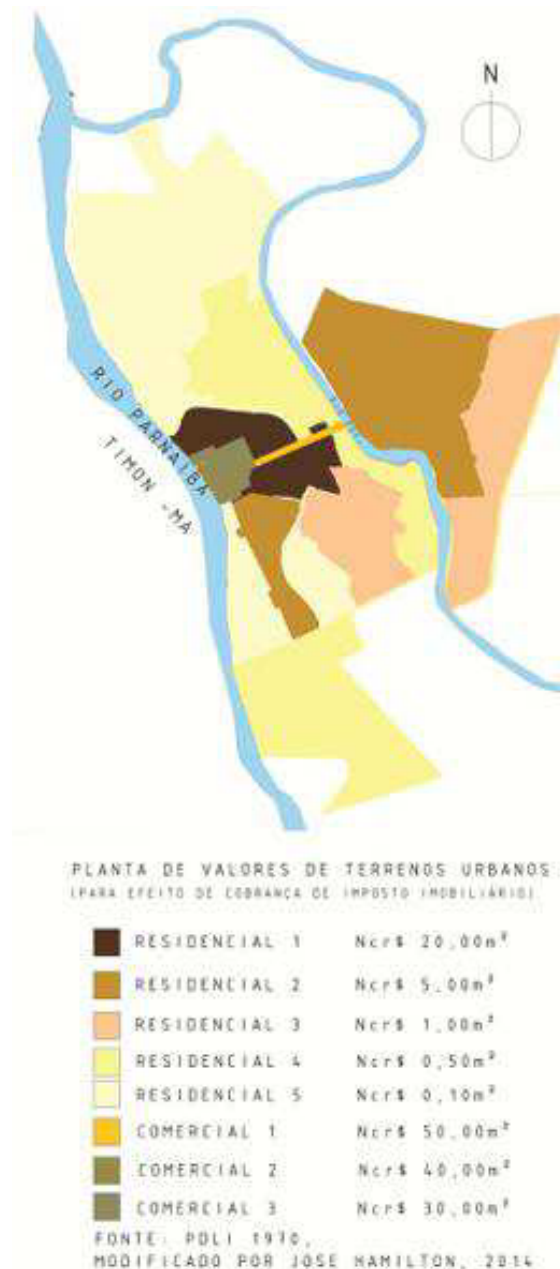 N
RIO PARNAIBA
TIMON -MA
PLANTA DE VALORES DE TERRENOS URBANOS
(PARA EFEITO DE COBRANÇA DE IMPOSTO IMOBILIÁRIO)
RESIDENCIAL 1 Ncr$ 20,00m²
RESIDENCIAL 2 Ncr$ 5,00m²
RESIDENCIAL 3 Ncr$ 1,00m²
RESIDENCIAL 4 Ncr$ 0,50m²
RESIDENCIAL 5 Ncr$ 0,10m²
COMERCIAL 1 Ncr$ 50,00m²
COMERCIAL 2 Ncr$ 40,00m²
COMERCIAL 3 Ncr$ 30,00m²
FONTE: PDLI 1970,
MODIFICADO POR JOSE HAMILTON, 2014